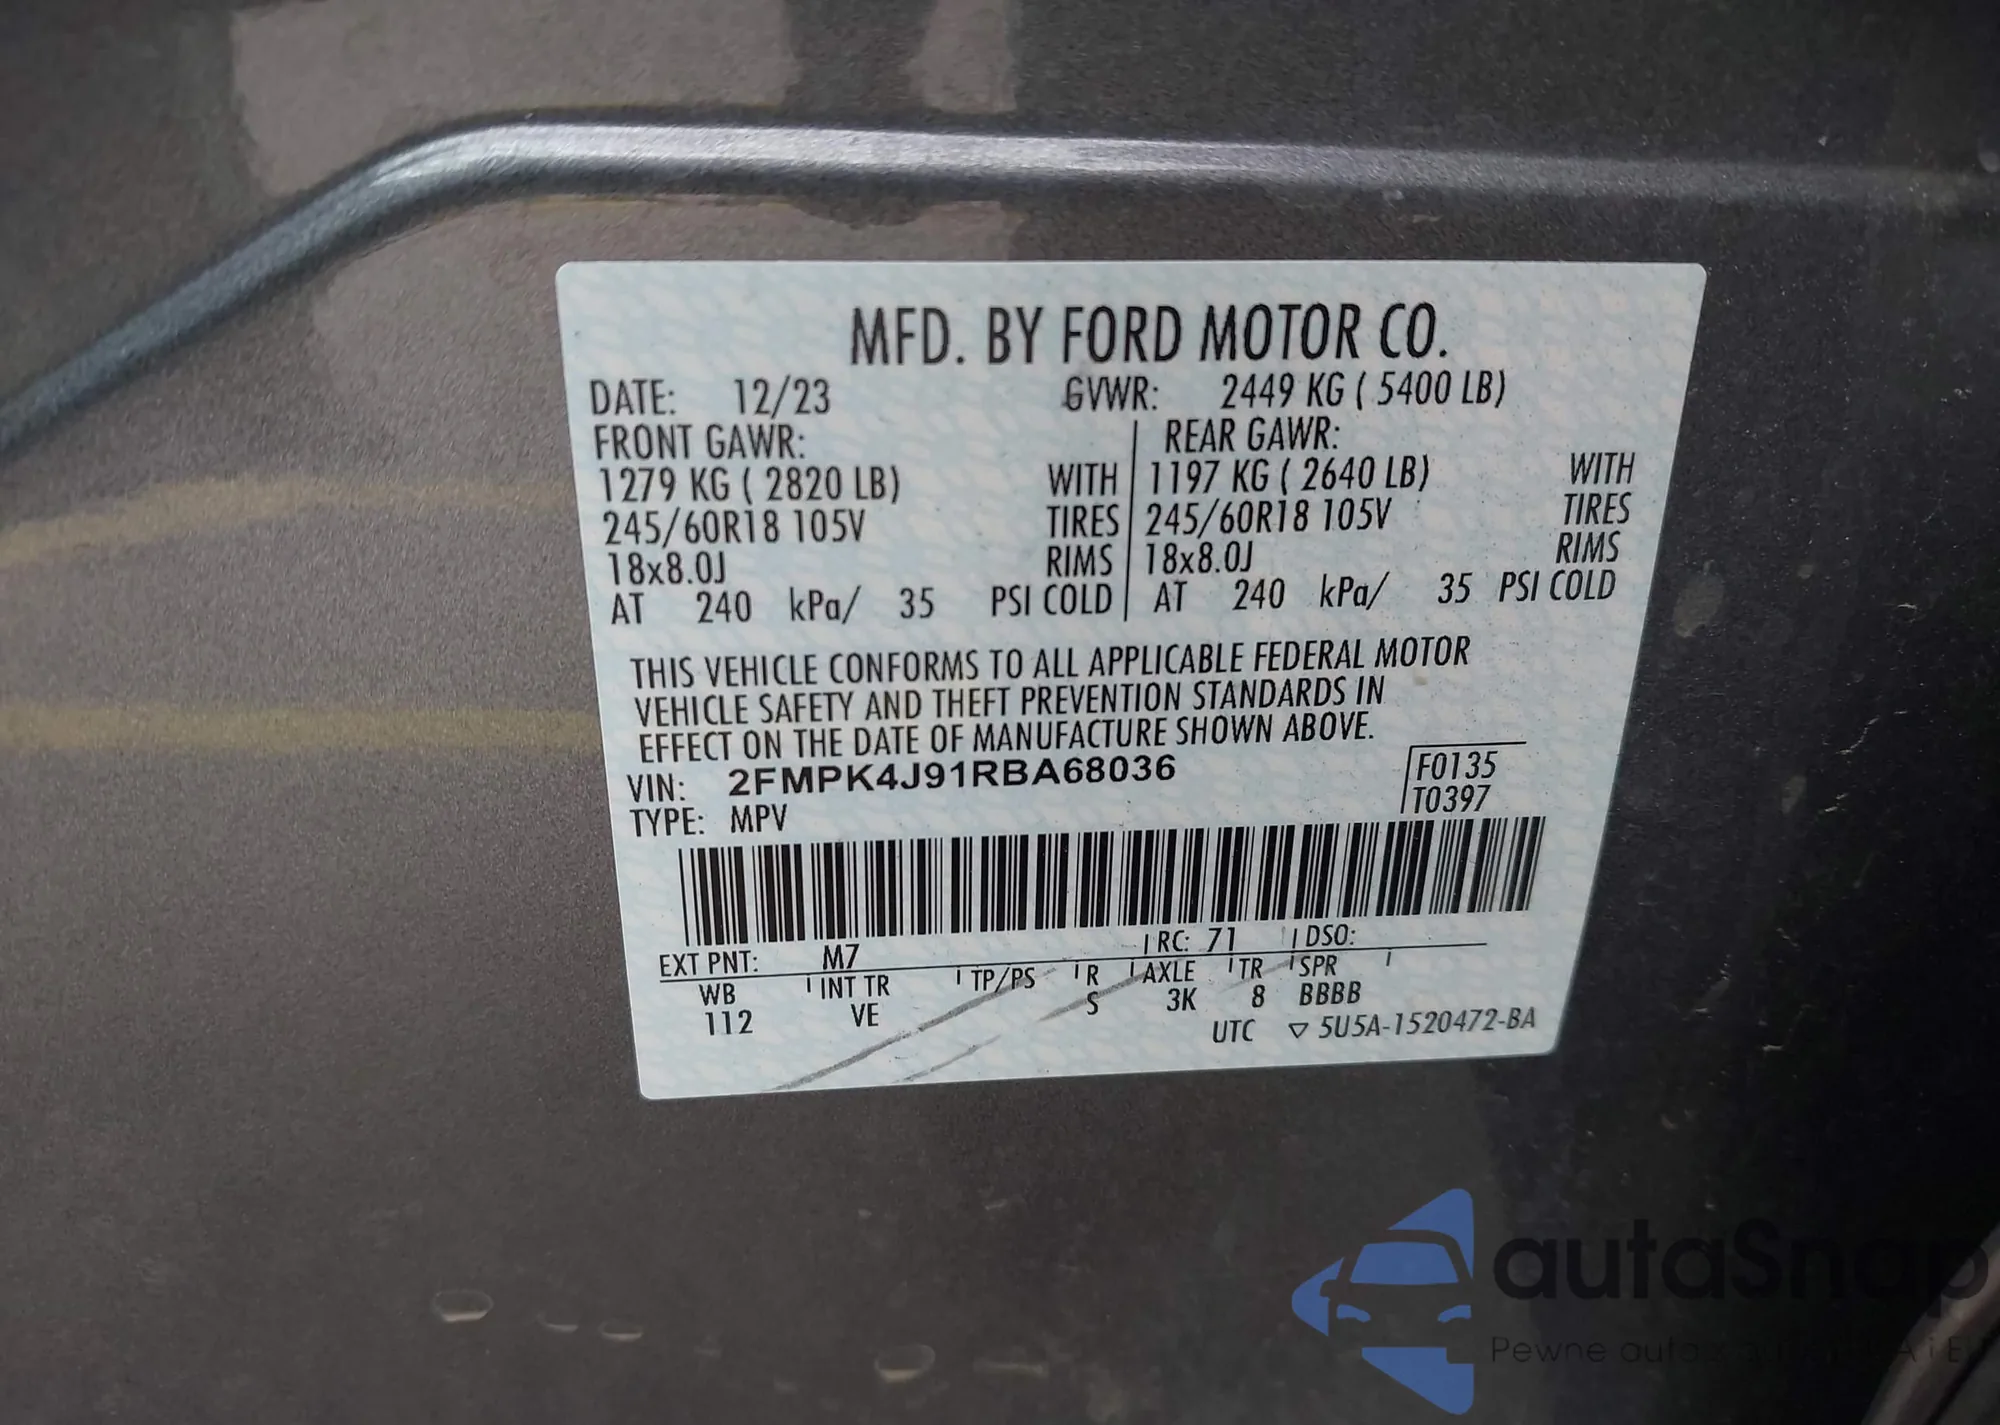 MFD. BY FORD MOTOR CO.
DATE: 12/23 GVWR: 2449 KG ( 5400 LB)
FRONT GAWR: REAR GAWR:
1279 KG ( 2820 LB) WITH 1197 KG ( 2640 LB) WITH
245/60R18 105V TIRES 245/60R18 105V TIRES
18x8.0J RIMS 18x8.0J RIMS
AT 240 kPa/ 35 PSI COLD AT 240 kPa/ 35 PSI COLD
THIS VEHICLE CONFORMS TO ALL APPLICABLE FEDERAL MOTOR
VEHICLE SAFETY AND THEFT PREVENTION STANDARDS IN
EFFECT ON THE DATE OF MANUFACTURE SHOWN ABOVE.
VIN: 2FMPK4J91RBA68036 F0135
TYPE: MPV T0397
EXT PNT: M7 RC: 71 DSO:
WB INT TR TP/PS R AXLE TR SPR
112 VE S 3K 8 BBBB
UTC ▽ 5U5A-1520472-BA
autaSnap
Pewne auta z